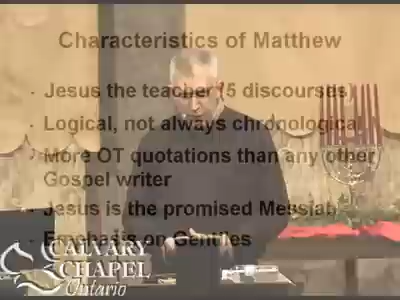 Characteristics of Matthew
- Jesus the teacher (5 discourses)
- Logical, not always chronological
- More OT quotations than any other
Gospel writer
- Jesus is the promised Messiah
- Emphasis on Gentiles
CALVARY
CHAPEL
Ontario